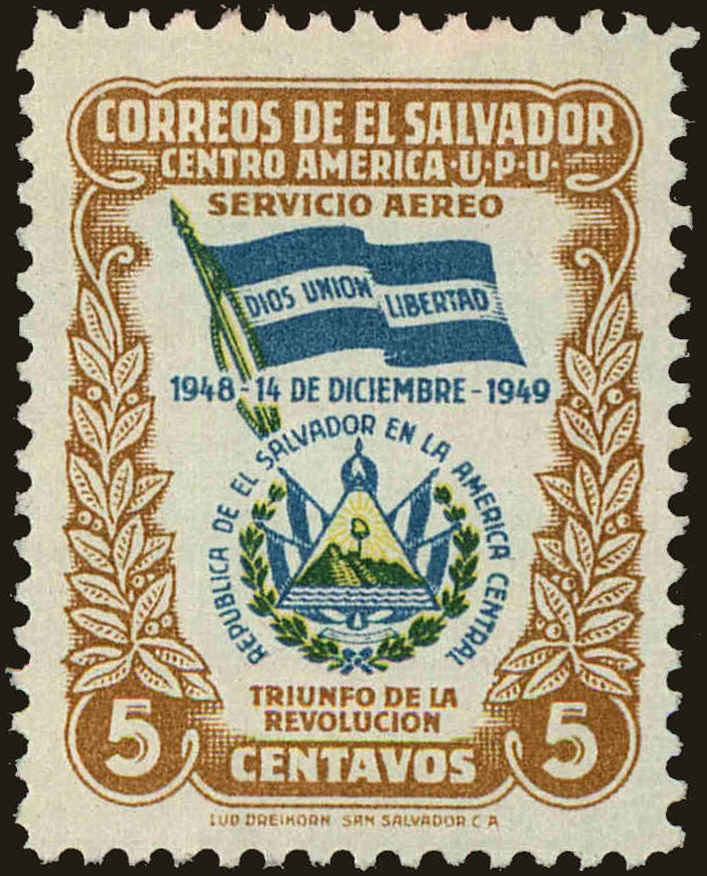 CORREOS DE EL SALVADOR
CENTRO AMERICA·U·P·U·
SERVICIO AEREO
DIOS UNION LIBERTAD
1948-14 DE DICIEMBRE-1949
REPUBLICA DE EL SALVADOR EN LA AMERICA CENTRAL
TRIUNFO DE LA
REVOLUCION
5 CENTAVOS 5
LUD DREIKORN SAN SALVADOR C A